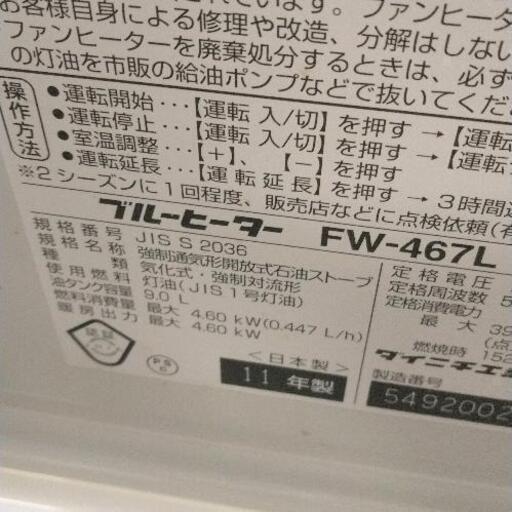 お客様自身による修理や改造、分解はしない
ファンヒーターを廃棄処分するときは、必ず
の灯油を市販の給油ポンプなどで抜いてくだ
操作方法
●運転開始‥‥【運転 入/切】を押す→【運転
●運転停止‥‥【運転 入/切】を押す→【運転
●室温調整‥‥【+】、【−】を押す
●運転延長‥‥【運転延長】を押す→3時間運
※2シーズンに1回程度、販売店などに点検依頼(有
ブルーヒーター FW-467L
規格番号 JIS S 2036
規格名称 強制通気形開放式石油ストーブ
種類 気化式・強制対流形
使用燃料 灯油(JIS1号灯油)
油タンク容量 9.0L
燃料消費量 最大 4.60 kW(0.447 L/h)
暖房出力 最大 4.60 kW
<日本製>
11年製
定格電圧
定格周波数 5
定格消費電力
最大 39
(点
燃焼時 152
ダイニチ工
製造番号
5492002